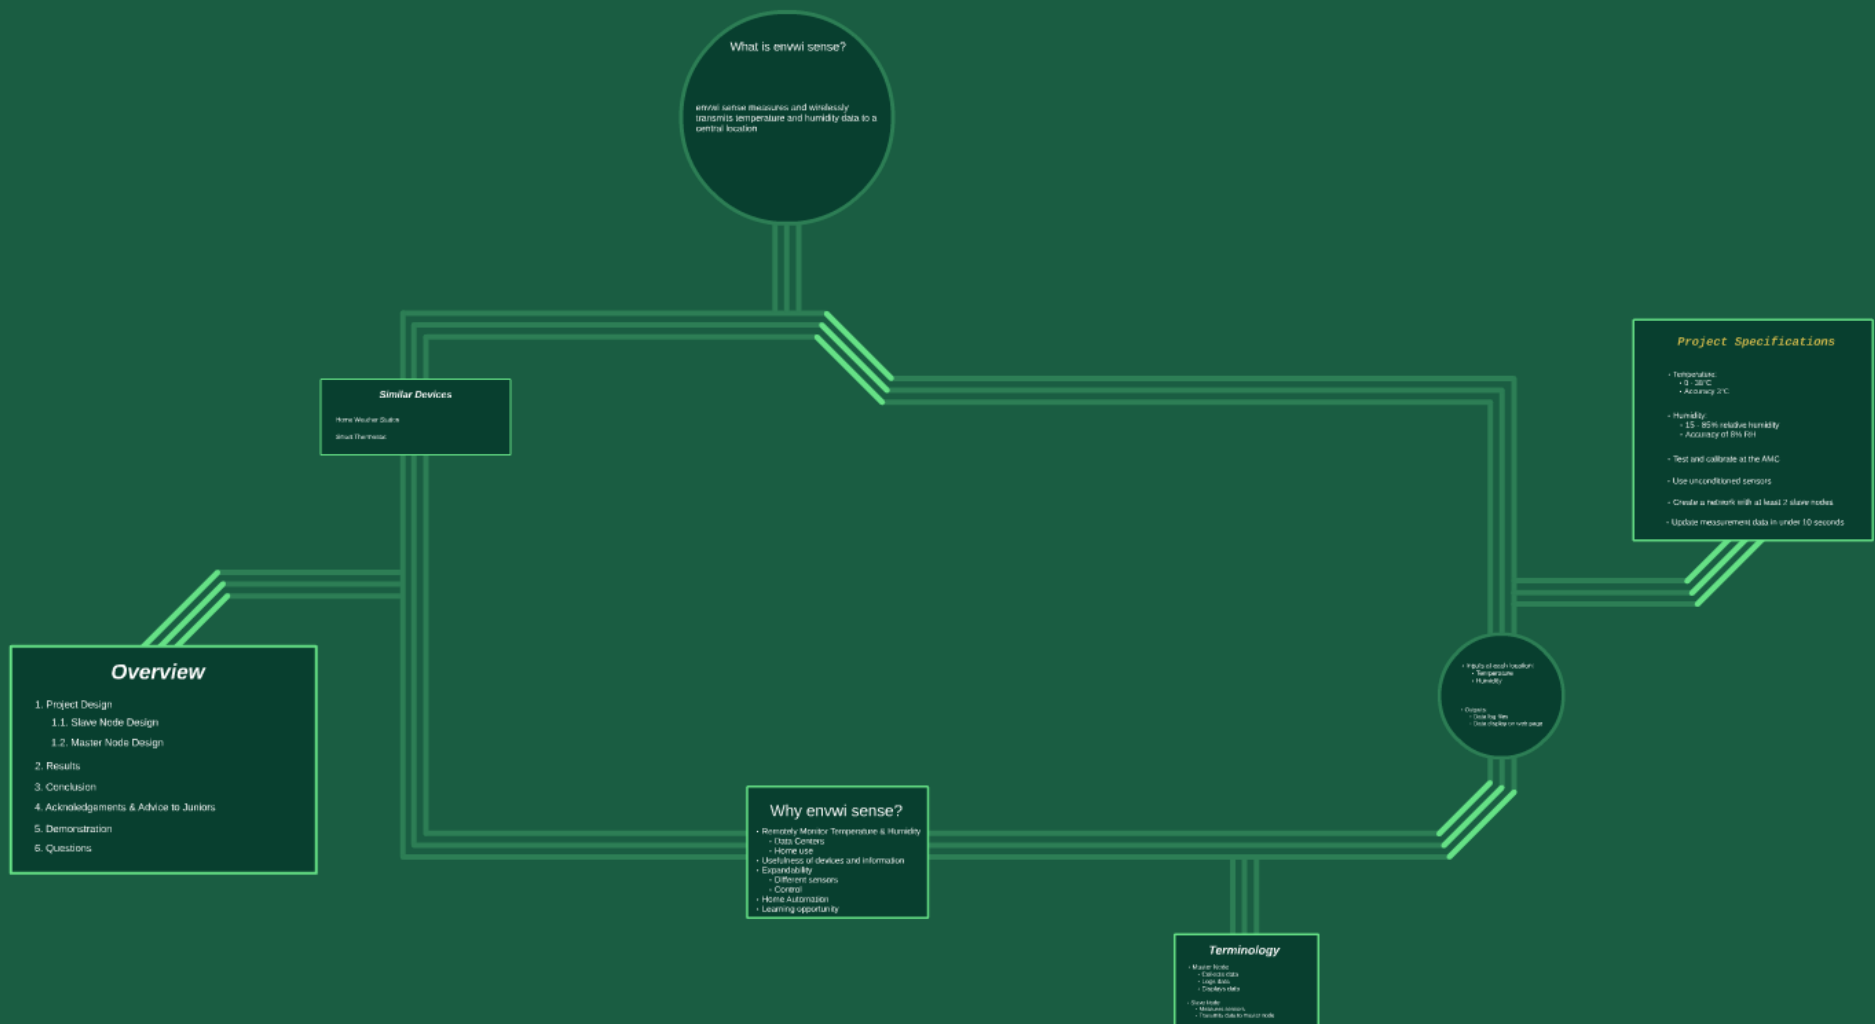 What is envwi sense?
envwi sense measures and wirelessly
transmits temperature and humidity data to a
central location
Similar Devices
Home Weather Station
Smart Thermostat
Project Specifications
- Temperature:
- 0 - 38°C
- Accuracy 2°C
- Humidity:
- 15 - 85% relative humidity
- Accuracy of 8% RH
- Test and calibrate at the AMC
- Use unconditioned sensors
- Create a network with at least 2 slave nodes
- Update measurement data in under 10 seconds
Overview
1. Project Design
1.1. Slave Node Design
1.2. Master Node Design
2. Results
3. Conclusion
4. Acknoledgements & Advice to Juniors
5. Demonstration
6. Questions
• Inputs at each location:
• Temperature
• Humidity
• Outputs
- Data log files
- Data display on web page
Why envwi sense?
• Remotely Monitor Temperature & Humidity
- Data Centers
- Home use
• Usefulness of devices and information
• Expandability
- Different sensors
- Control
• Home Automation
• Learning opportunity
Terminology
- Master Node
- Collects data
- Logs data
- Displays data
- Slave Node
- Measures sensors
- Transmits data to master node